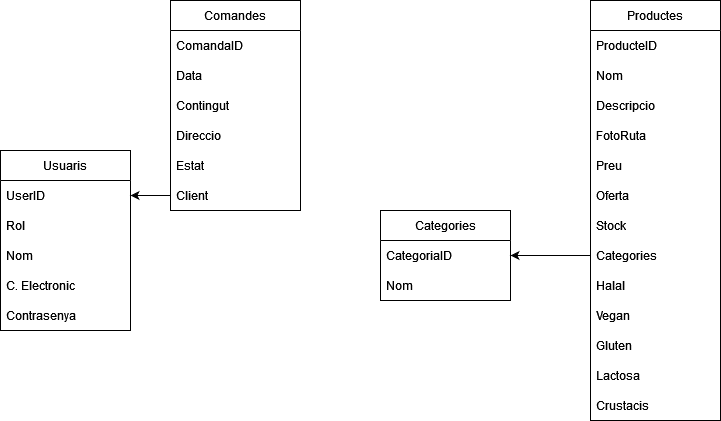 Comandes
ComandaID
Data
Contingut
Direccio
Estat
Client
Usuaris
UserID
Rol
Nom
C. Electronic
Contrasenya
Categories
CategoriaID
Nom
Productes
ProducteID
Nom
Descripcio
FotoRuta
Preu
Oferta
Stock
Categories
Halal
Vegan
Gluten
Lactosa
Crustacis